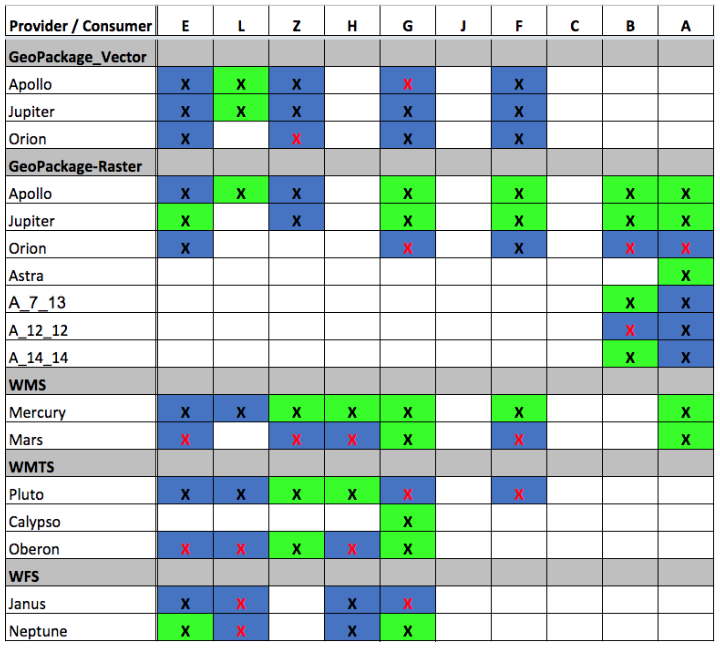 Provider / Consumer E L Z H G J F C B A
GeoPackage_Vector
Apollo X X X X X
Jupiter X X X X X
Orion X X X X
GeoPackage-Raster
Apollo X X X X X X X
Jupiter X X X X X X
Orion X X X X X
Astra X
A_7_13 X X
A_12_12 X X
A_14_14 X X
WMS
Mercury X X X X X X X
Mars X X X X X X
WMTS
Pluto X X X X X X
Calypso X
Oberon X X X X X
WFS
Janus X X X X
Neptune X X X X